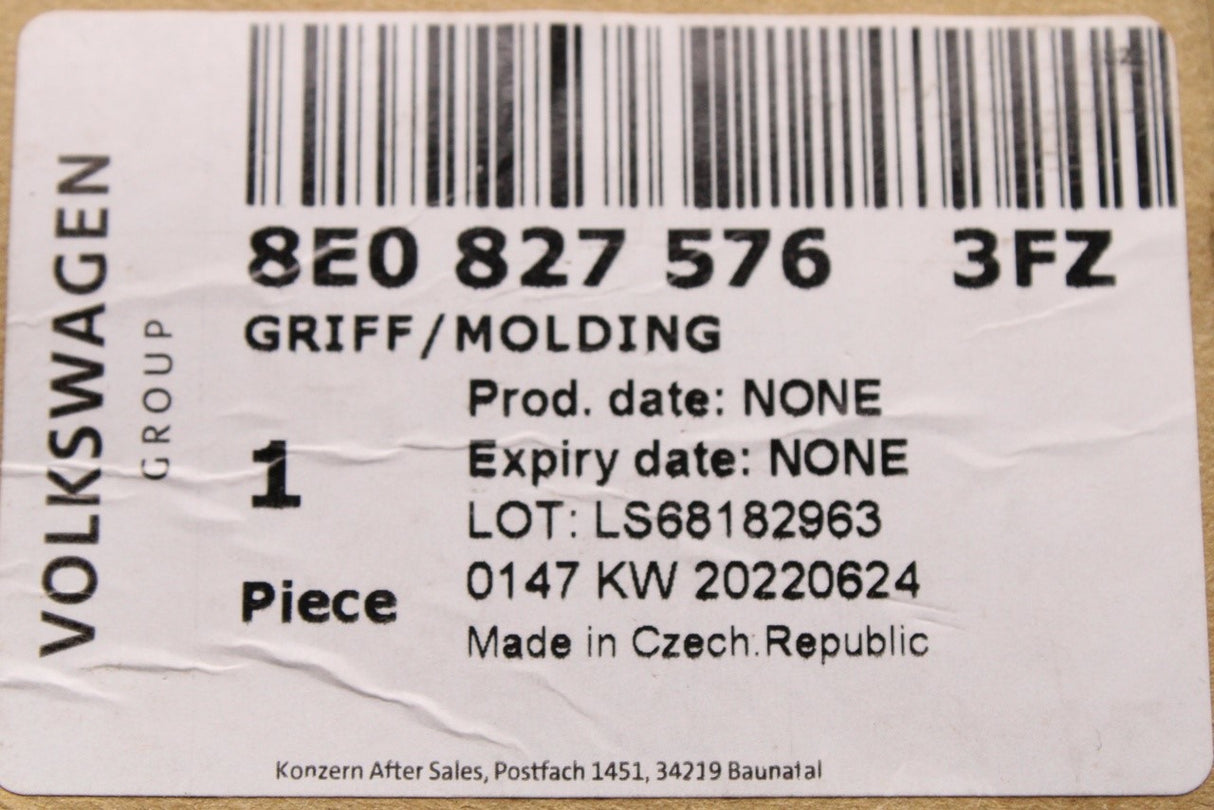 VOLKSWAGEN
GROUP
8E0 827 576 3FZ
GRIFF/MOLDING
Prod. date: NONE
1
Expiry date: NONE
LOT: LS68182963
0147 KW 20220624
Piece
Made in Czech.Republic
Konzern After Sales, Postfach 1451, 34219 Baunatal